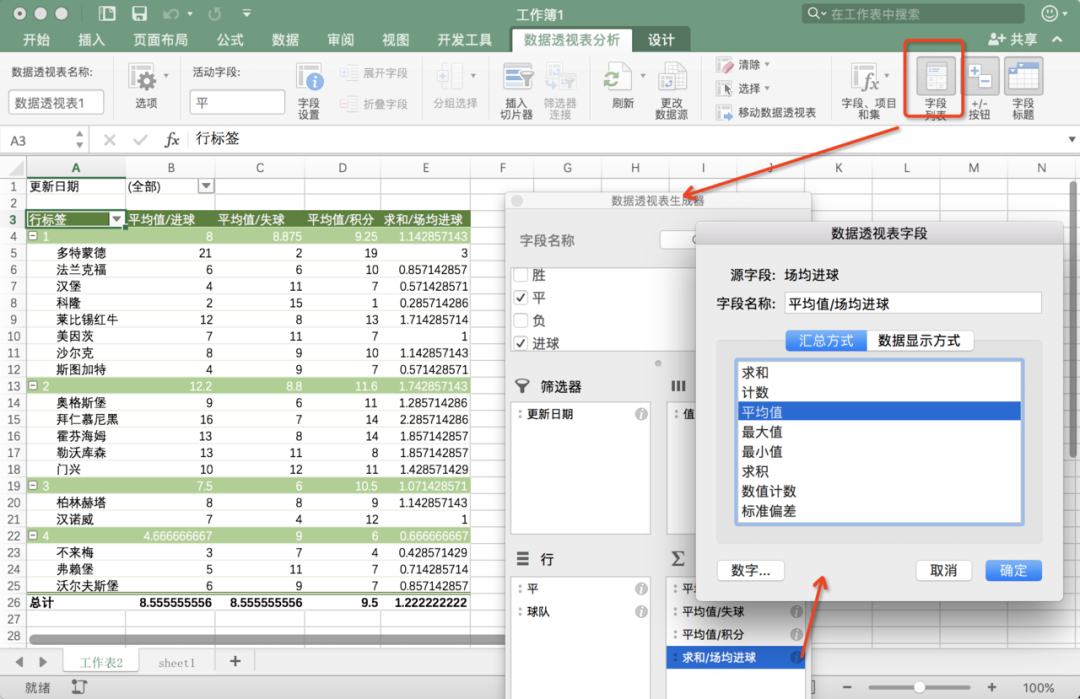 工作簿1
在工作表中搜索
开始 插入 页面布局 公式 数据 审阅 视图 开发工具 数据透视表分析 设计 共享
数据透视表名称:
数据透视表1
选项
活动字段:
平
字段
设置
展开字段
折叠字段
分组选择
插入
切片器
筛选器
连接
刷新
更改
数据源
清除
选择
移动数据透视表
字段、项目
和集
字段
列表
+/-
按钮
字段
标题
A3 fx 行标签
A B C D E F G H I J K L M N
1 更新日期 (全部)
2
3 行标签 平均值/进球 平均值/失球 平均值/积分 求和/场均进球
4 1 8 8.875 9.25 1.142857143
5 多特蒙德 21 2 19 3
6 法兰克福 6 6 10 0.857142857
7 汉堡 4 11 7 0.571428571
8 科隆 2 15 1 0.285714286
9 莱比锡红牛 12 8 13 1.714285714
10 美因茨 7 11 7 1
11 沙尔克 8 9 10 1.142857143
12 斯图加特 4 9 7 0.571428571
13 2 12.2 8.8 11.6 1.742857143
14 奥格斯堡 9 6 11 1.285714286
15 拜仁慕尼黑 16 7 14 2.285714286
16 霍芬海姆 13 8 14 1.857142857
17 勒沃库森 13 11 8 1.857142857
18 门兴 10 12 11 1.428571429
19 3 7.5 6 10.5 1.071428571
20 柏林赫塔 8 8 9 1.142857143
21 汉诺威 7 4 12 1
22 4 4.666666667 9 6 0.666666667
23 不来梅 3 7 4 0.428571429
24 弗赖堡 5 11 7 0.714285714
25 沃尔夫斯堡 6 9 7 0.857142857
26 总计 8.555555556 8.555555556 9.5 1.222222222
27
28
数据透视表生成器
字段名称
胜
平
负
进球
筛选器
更新日期
值
行
平
球队
Σ
平均值/失球
平均值/积分
求和/场均进球
数据透视表字段
源字段: 场均进球
字段名称: 平均值/场均进球
汇总方式 数据显示方式
求和
计数
平均值
最大值
最小值
求积
数值计数
标准偏差
数字... 取消 确定
工作表2 sheet1 +
就绪 100%